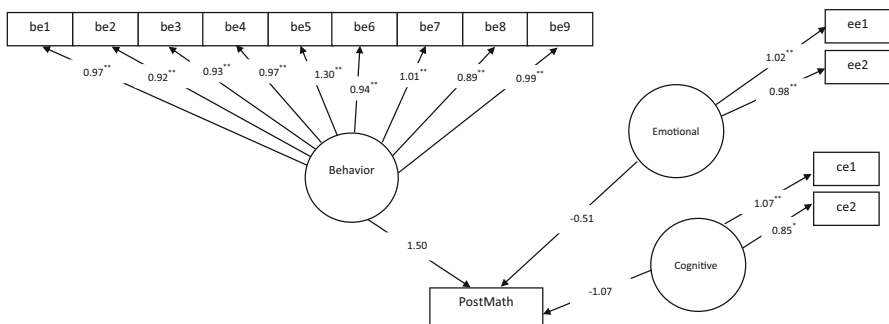 be1 be2 be3 be4 be5 be6 be7 be8 be9
ee1
1.02**
ee2
0.97** 0.92** 0.93** 0.97** 1.30** 0.94** 1.01** 0.89** 0.99**
0.98**
Emotional
Behavior
ce1
1.07**
ce2
0.85*
-0.51
1.50
Cognitive
-1.07
PostMath